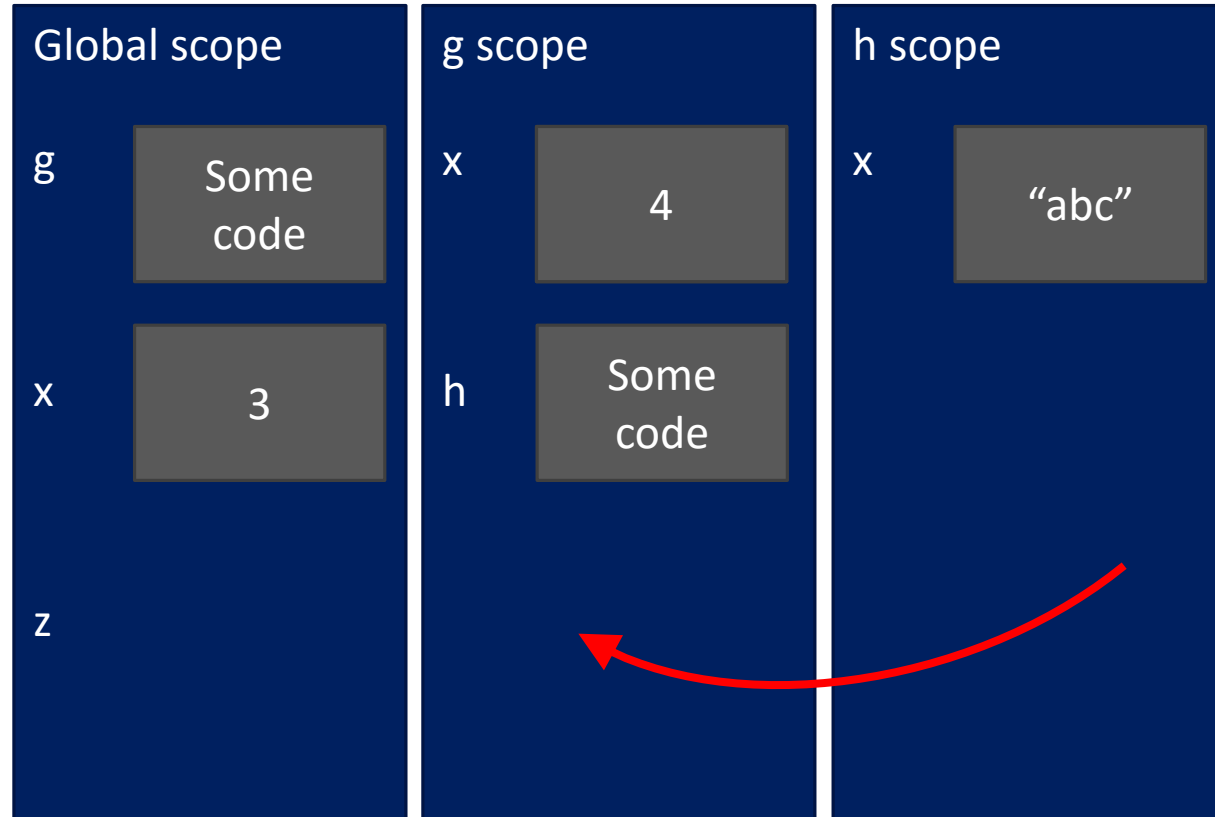 Global scope
g
Some
code
x
3
z
g scope
x
4
h
Some
code
h scope
x
“abc”